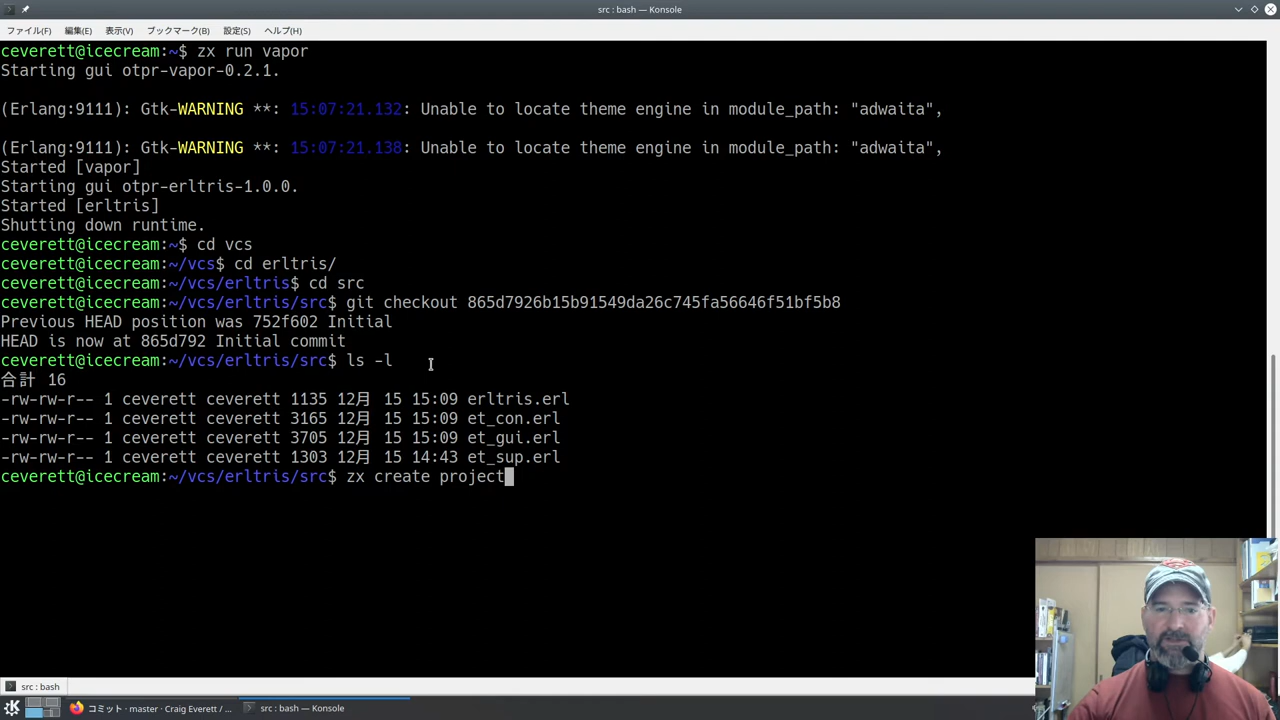 src : bash — Konsole
ファイル(F) 編集(E) 表示(V) ブックマーク(B) 設定(S) ヘルプ(H)
ceverett@icecream:~$ zx run vapor
Starting gui otpr-vapor-0.2.1.
(Erlang:9111): Gtk-WARNING **: 15:07:21.132: Unable to locate theme engine in module_path: "adwaita",
(Erlang:9111): Gtk-WARNING **: 15:07:21.138: Unable to locate theme engine in module_path: "adwaita",
Started [vapor]
Starting gui otpr-erltris-1.0.0.
Started [erltris]
Shutting down runtime.
ceverett@icecream:~$ cd vcs
ceverett@icecream:~/vcs$ cd erltris/
ceverett@icecream:~/vcs/erltris$ cd src
ceverett@icecream:~/vcs/erltris/src$ git checkout 865d7926b15b91549da26c745fa56646f51bf5b8
Previous HEAD position was 752f602 Initial
HEAD is now at 865d792 Initial commit
ceverett@icecream:~/vcs/erltris/src$ ls -l
合計 16
-rw-rw-r-- 1 ceverett ceverett 1135 12月 15 15:09 erltris.erl
-rw-rw-r-- 1 ceverett ceverett 3165 12月 15 15:09 et_con.erl
-rw-rw-r-- 1 ceverett ceverett 3705 12月 15 15:09 et_gui.erl
-rw-rw-r-- 1 ceverett ceverett 1303 12月 15 14:43 et_sup.erl
ceverett@icecream:~/vcs/erltris/src$ zx create project
src : bash
コミット · master · Craig Everett / ...
src : bash — Konsole